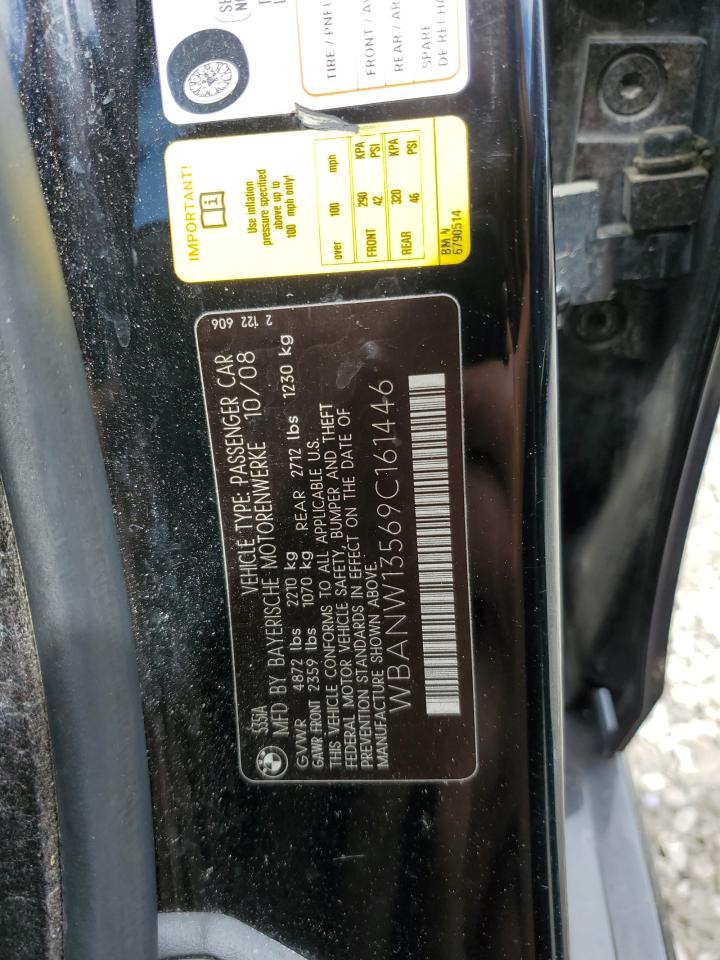 SE
N
T
L
TIRE / PNEU
FRONT / AV
REAR / AR
SPARE
DE RECHA
IMPORTANT!
Use inflation
pressure specified
above up to
100 mph only!
over 100 mph
FRONT 290 KPA
42 PSI
REAR 320 KPA
46 PSI
BMW
6790514
535IA VEHICLE TYPE: PASSENGER CAR 2 122 606
MFD BY BAYERISCHE MOTORENWERKE 10/08
GVWR 4872 lbs 2210 kg
GAWR FRONT 2359 lbs 1070 kg REAR 2712 lbs 1230 kg
THIS VEHICLE CONFORMS TO ALL APPLICABLE U.S.
FEDERAL MOTOR VEHICLE SAFETY, BUMPER AND THEFT
PREVENTION STANDARDS IN EFFECT ON THE DATE OF
MANUFACTURE SHOWN ABOVE.
WBANW13569C161446